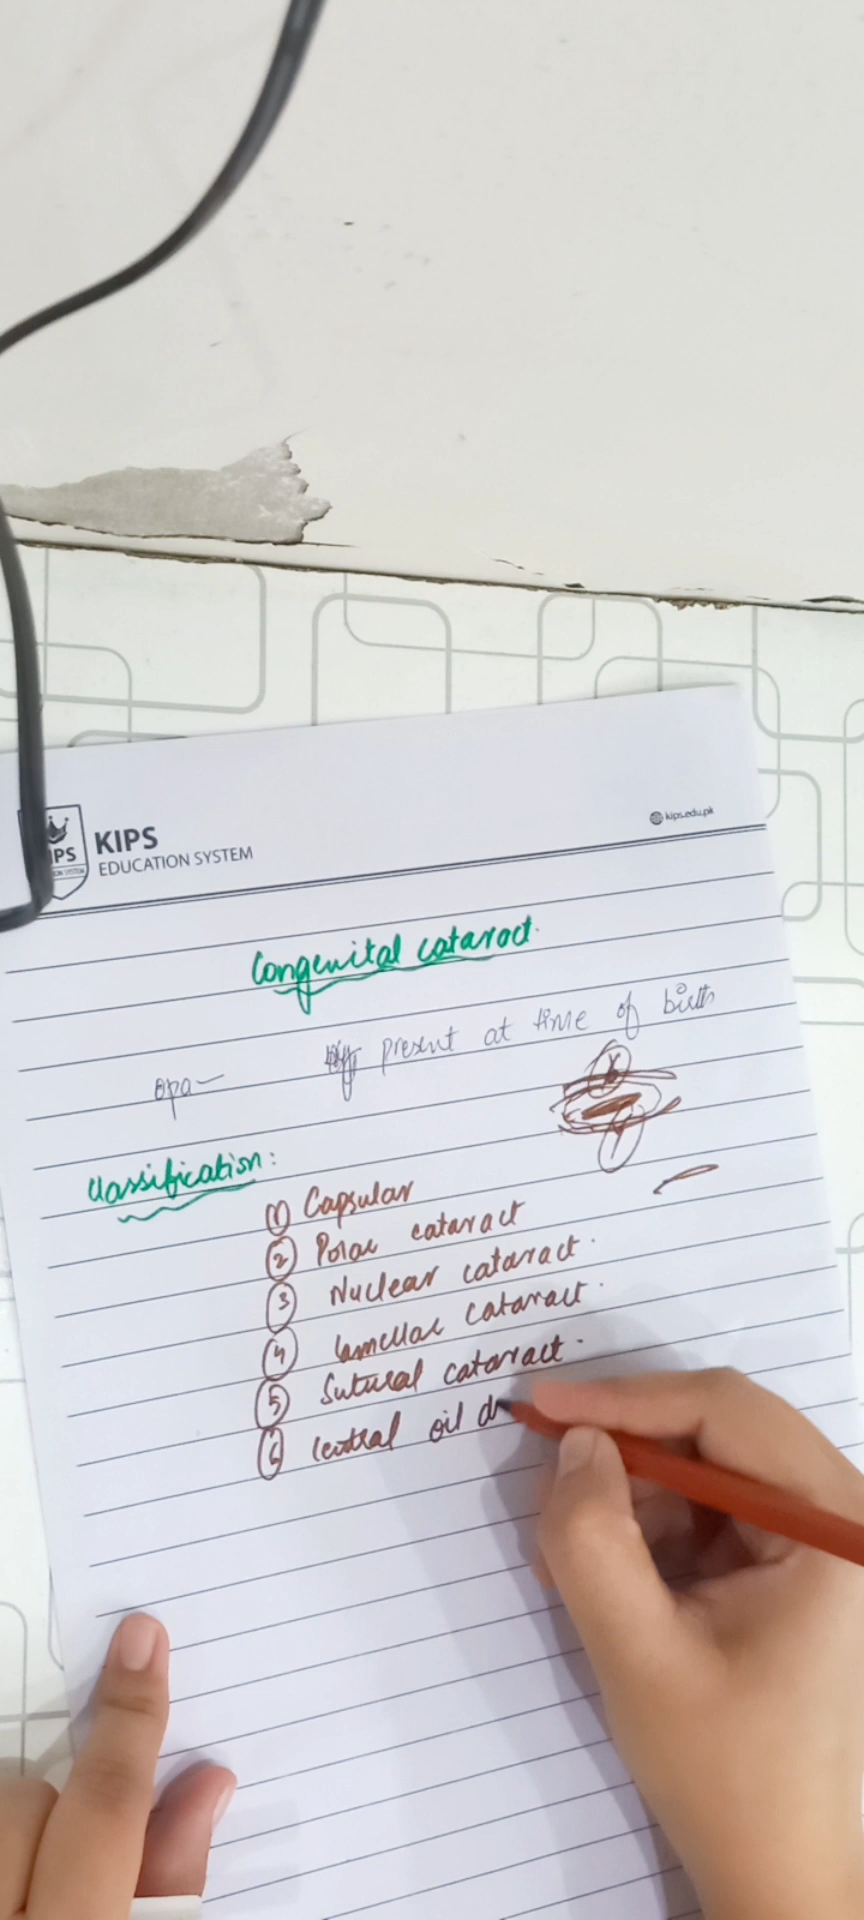 KIPS
EDUCATION SYSTEM
kips.edu.pk
Congenital cataract.
present at time of birth
opa-
Classification:
① Capsular
② Polar cataract
③ Nuclear cataract.
④ lamellar cataract.
⑤ Sutural cataract.
⑥ Central oil d